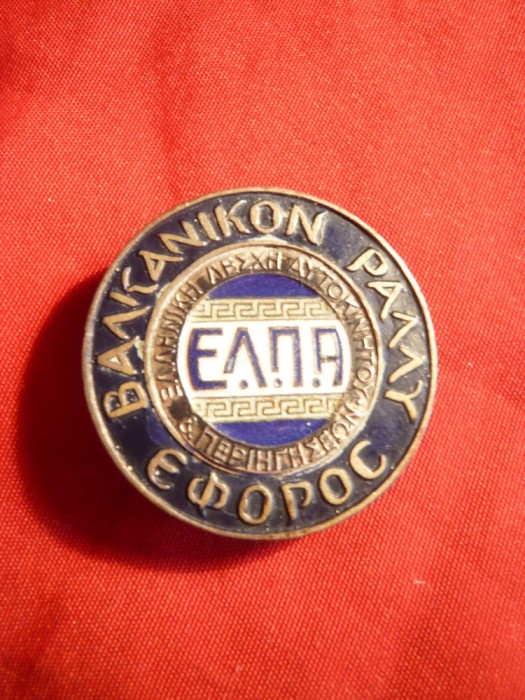 ΒΑΛΚΑΝΙΚΟΝ ΡΑΛΛΥ
ΕΦΟΡΟΣ
ΕΛΛΗΝΙΚΗ ΛΕΣΧΗ ΑΥΤΟΚΙΝΗΤΟΥ
& ΠΕΡΙΗΓΗΣΕΩΝ
Ε.Λ.Π.Α